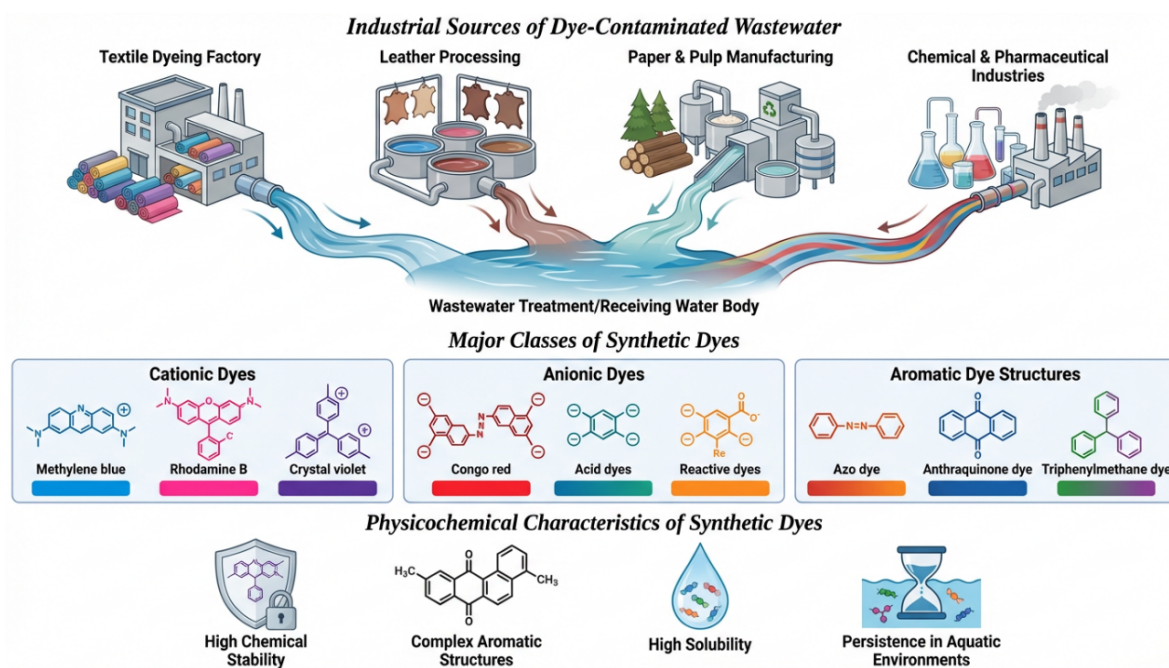 Industrial Sources of Dye-Contaminated Wastewater
Textile Dyeing Factory
Leather Processing
Paper & Pulp Manufacturing
Chemical & Pharmaceutical
Industries
Wastewater Treatment/Receiving Water Body
Major Classes of Synthetic Dyes
Cationic Dyes
N
N
N
+
Methylene blue
N
O
N
C
Rhodamine B
+
+
Crystal violet
Anionic Dyes
N
N
Congo red
Acid dyes
O
O-
Re
Reactive dyes
Aromatic Dye Structures
N=N
Azo dye
O
O
Anthraquinone dye
Triphenylmethane dye
Physicochemical Characteristics of Synthetic Dyes
High Chemical
Stability
H₃C
O
O
CH₃
Complex Aromatic
Structures
High Solubility
Persistence in Aquatic
Environments